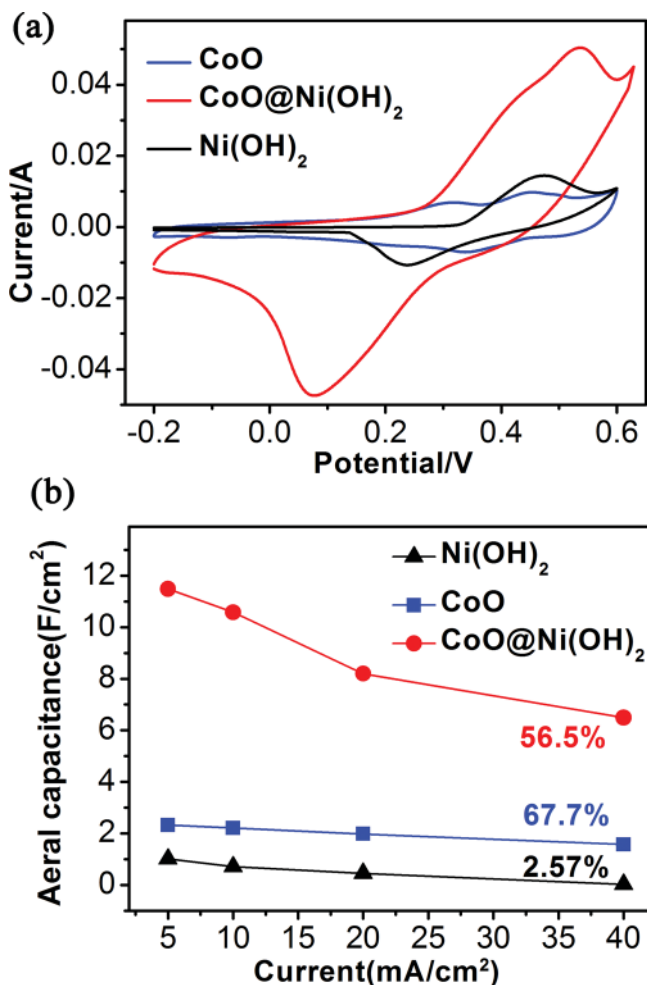 (a)
CoO
CoO@Ni(OH)₂
Ni(OH)₂
0.04
0.02
0.00
-0.02
-0.04
Current/A
-0.2 0.0 0.2 0.4 0.6
Potential/V
(b)
Ni(OH)₂
CoO
CoO@Ni(OH)₂
12
10
8
6
4
2
0
Aeral capacitance(F/cm²)
56.5%
67.7%
2.57%
5 10 15 20 25 30 35 40
Current(mA/cm²)